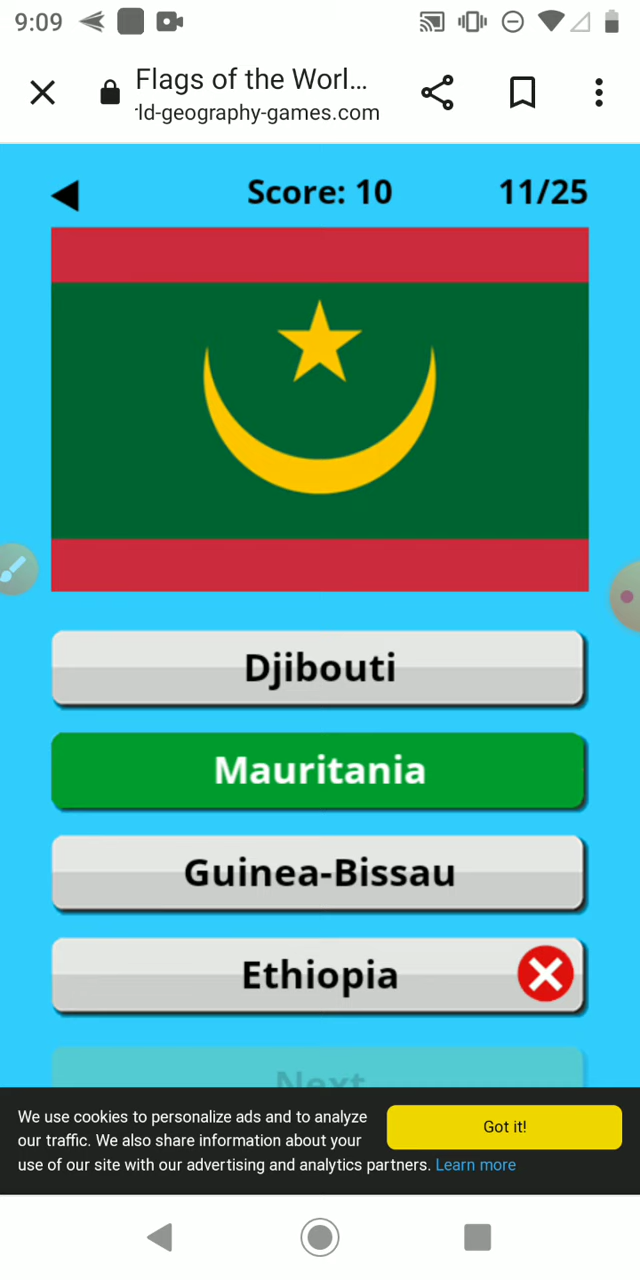 9:09
Flags of the Worl...
rld-geography-games.com
Score: 10
11/25
Djibouti
Mauritania
Guinea-Bissau
Ethiopia
Next
We use cookies to personalize ads and to analyze
our traffic. We also share information about your
use of our site with our advertising and analytics partners. Learn more
Got it!